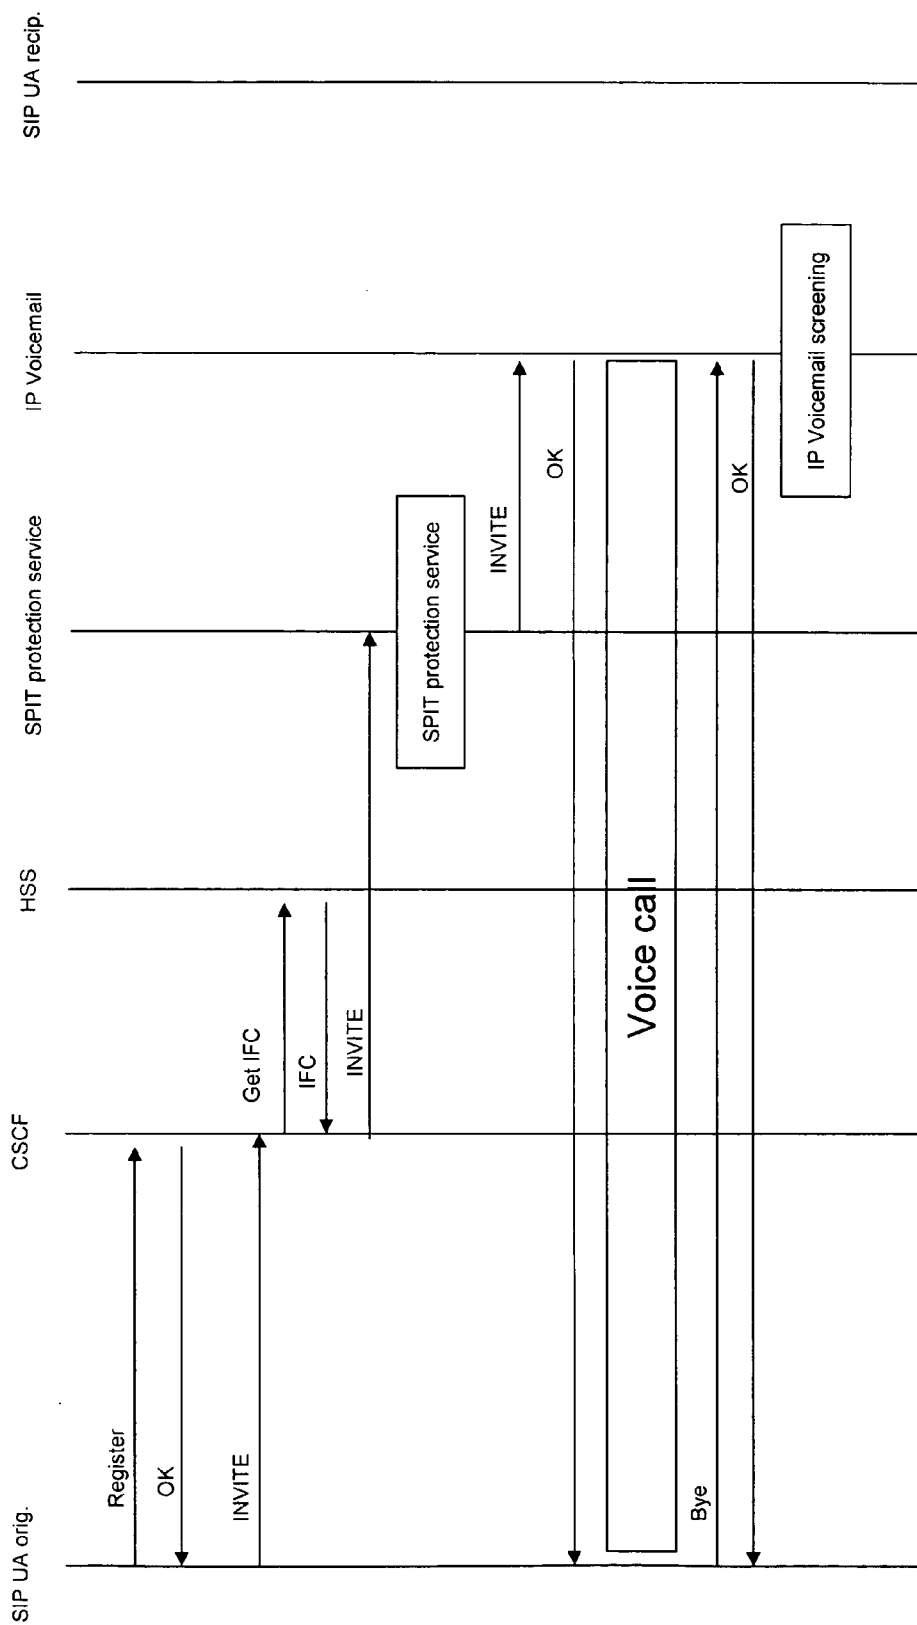 SIP UA orig.
CSCF
HSS
SPIT protection service
IP Voicemail
SIP UA recip.
Register
OK
INVITE
Get IFC
IFC
INVITE
SPIT protection service
INVITE
OK
Voice call
Bye
OK
IP Voicemail screening